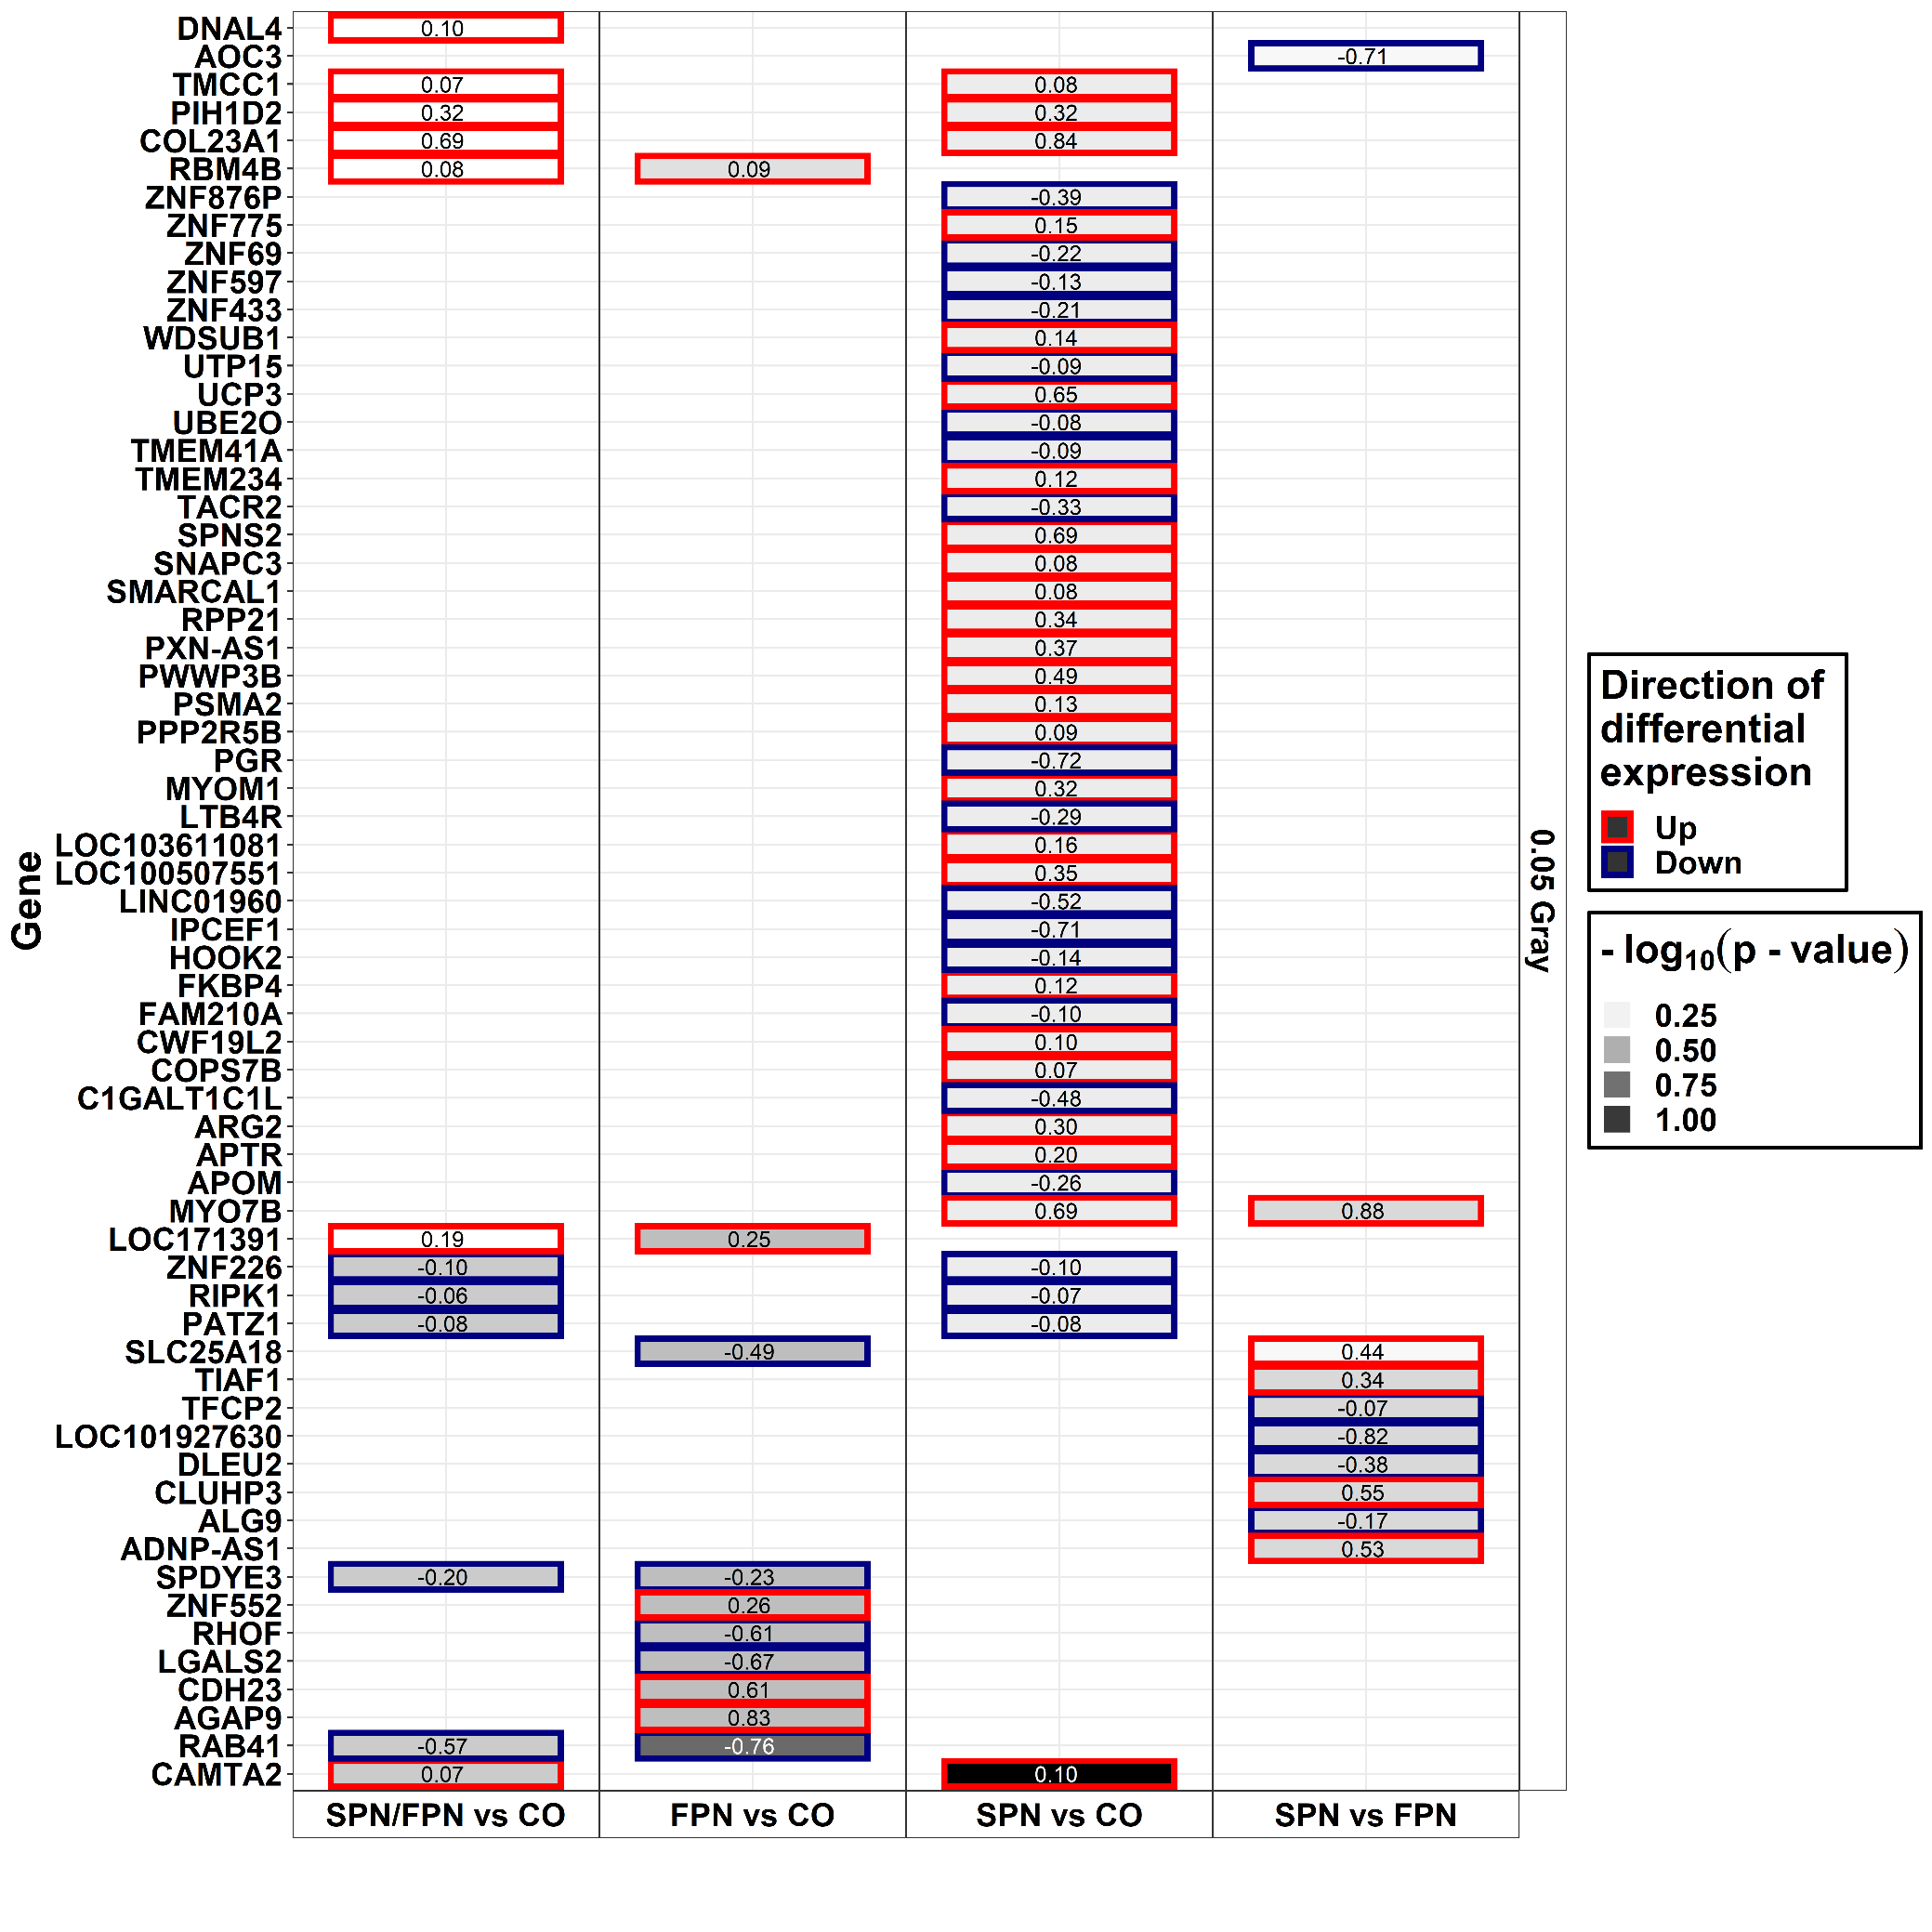 DNAL4 0.10
AOC3 -0.71
TMCC1 0.07 0.08
PIH1D2 0.32 0.32
COL23A1 0.69 0.84
RBM4B 0.08 0.09
ZNF876P -0.39
ZNF775 0.15
ZNF69 -0.22
ZNF597 -0.13
ZNF433 -0.21
WDSUB1 0.14
UTP15 -0.09
UCP3 0.65
UBE2O -0.08
TMEM41A -0.09
TMEM234 0.12
TACR2 -0.33
SPNS2 0.69
SNAPC3 0.08
SMARCAL1 0.08
RPP21 0.34
PXN-AS1 0.37
PWWP3B 0.49
PSMA2 0.13
PPP2R5B 0.09
PGR -0.72
MYOM1 0.32
LTB4R -0.29
LOC103611081 0.16
LOC100507551 0.35
LINC01960 -0.52
IPCEF1 -0.71
HOOK2 -0.14
FKBP4 0.12
FAM210A -0.10
CWF19L2 0.10
COPS7B 0.07
C1GALT1C1L -0.48
ARG2 0.30
APTR 0.20
APOM -0.26
MYO7B 0.69 0.88
LOC171391 0.19 0.25
ZNF226 -0.10 -0.10
RIPK1 -0.06 -0.07
PATZ1 -0.08 -0.08
SLC25A18 -0.49 0.44
TIAF1 0.34
TFCP2 -0.07
LOC101927630 -0.82
DLEU2 -0.38
CLUHP3 0.55
ALG9 -0.17
ADNP-AS1 0.53
SPDYE3 -0.20 -0.23
ZNF552 0.26
RHOF -0.61
LGALS2 -0.67
CDH23 0.61
AGAP9 0.83
RAB41 -0.57 -0.76
CAMTA2 0.07 0.10
SPN/FPN vs CO FPN vs CO SPN vs CO SPN vs FPN
Gene
0.05 Gray
Direction of
differential
expression
Up
Down
- log10(p - value)
0.25
0.50
0.75
1.00